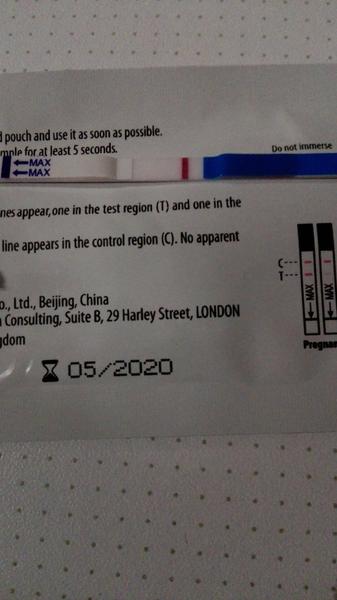 d pouch and use it as soon as possible.
mple for at least 5 seconds.
Do not immerse
MAX
MAX
nes appear, one in the test region (T) and one in the
line appears in the control region (C). No apparent
C
T
MAX
MAX
o., Ltd., Beijing, China
Consulting, Suite B, 29 Harley Street, LONDON
gdom
Pregnan
05/2020